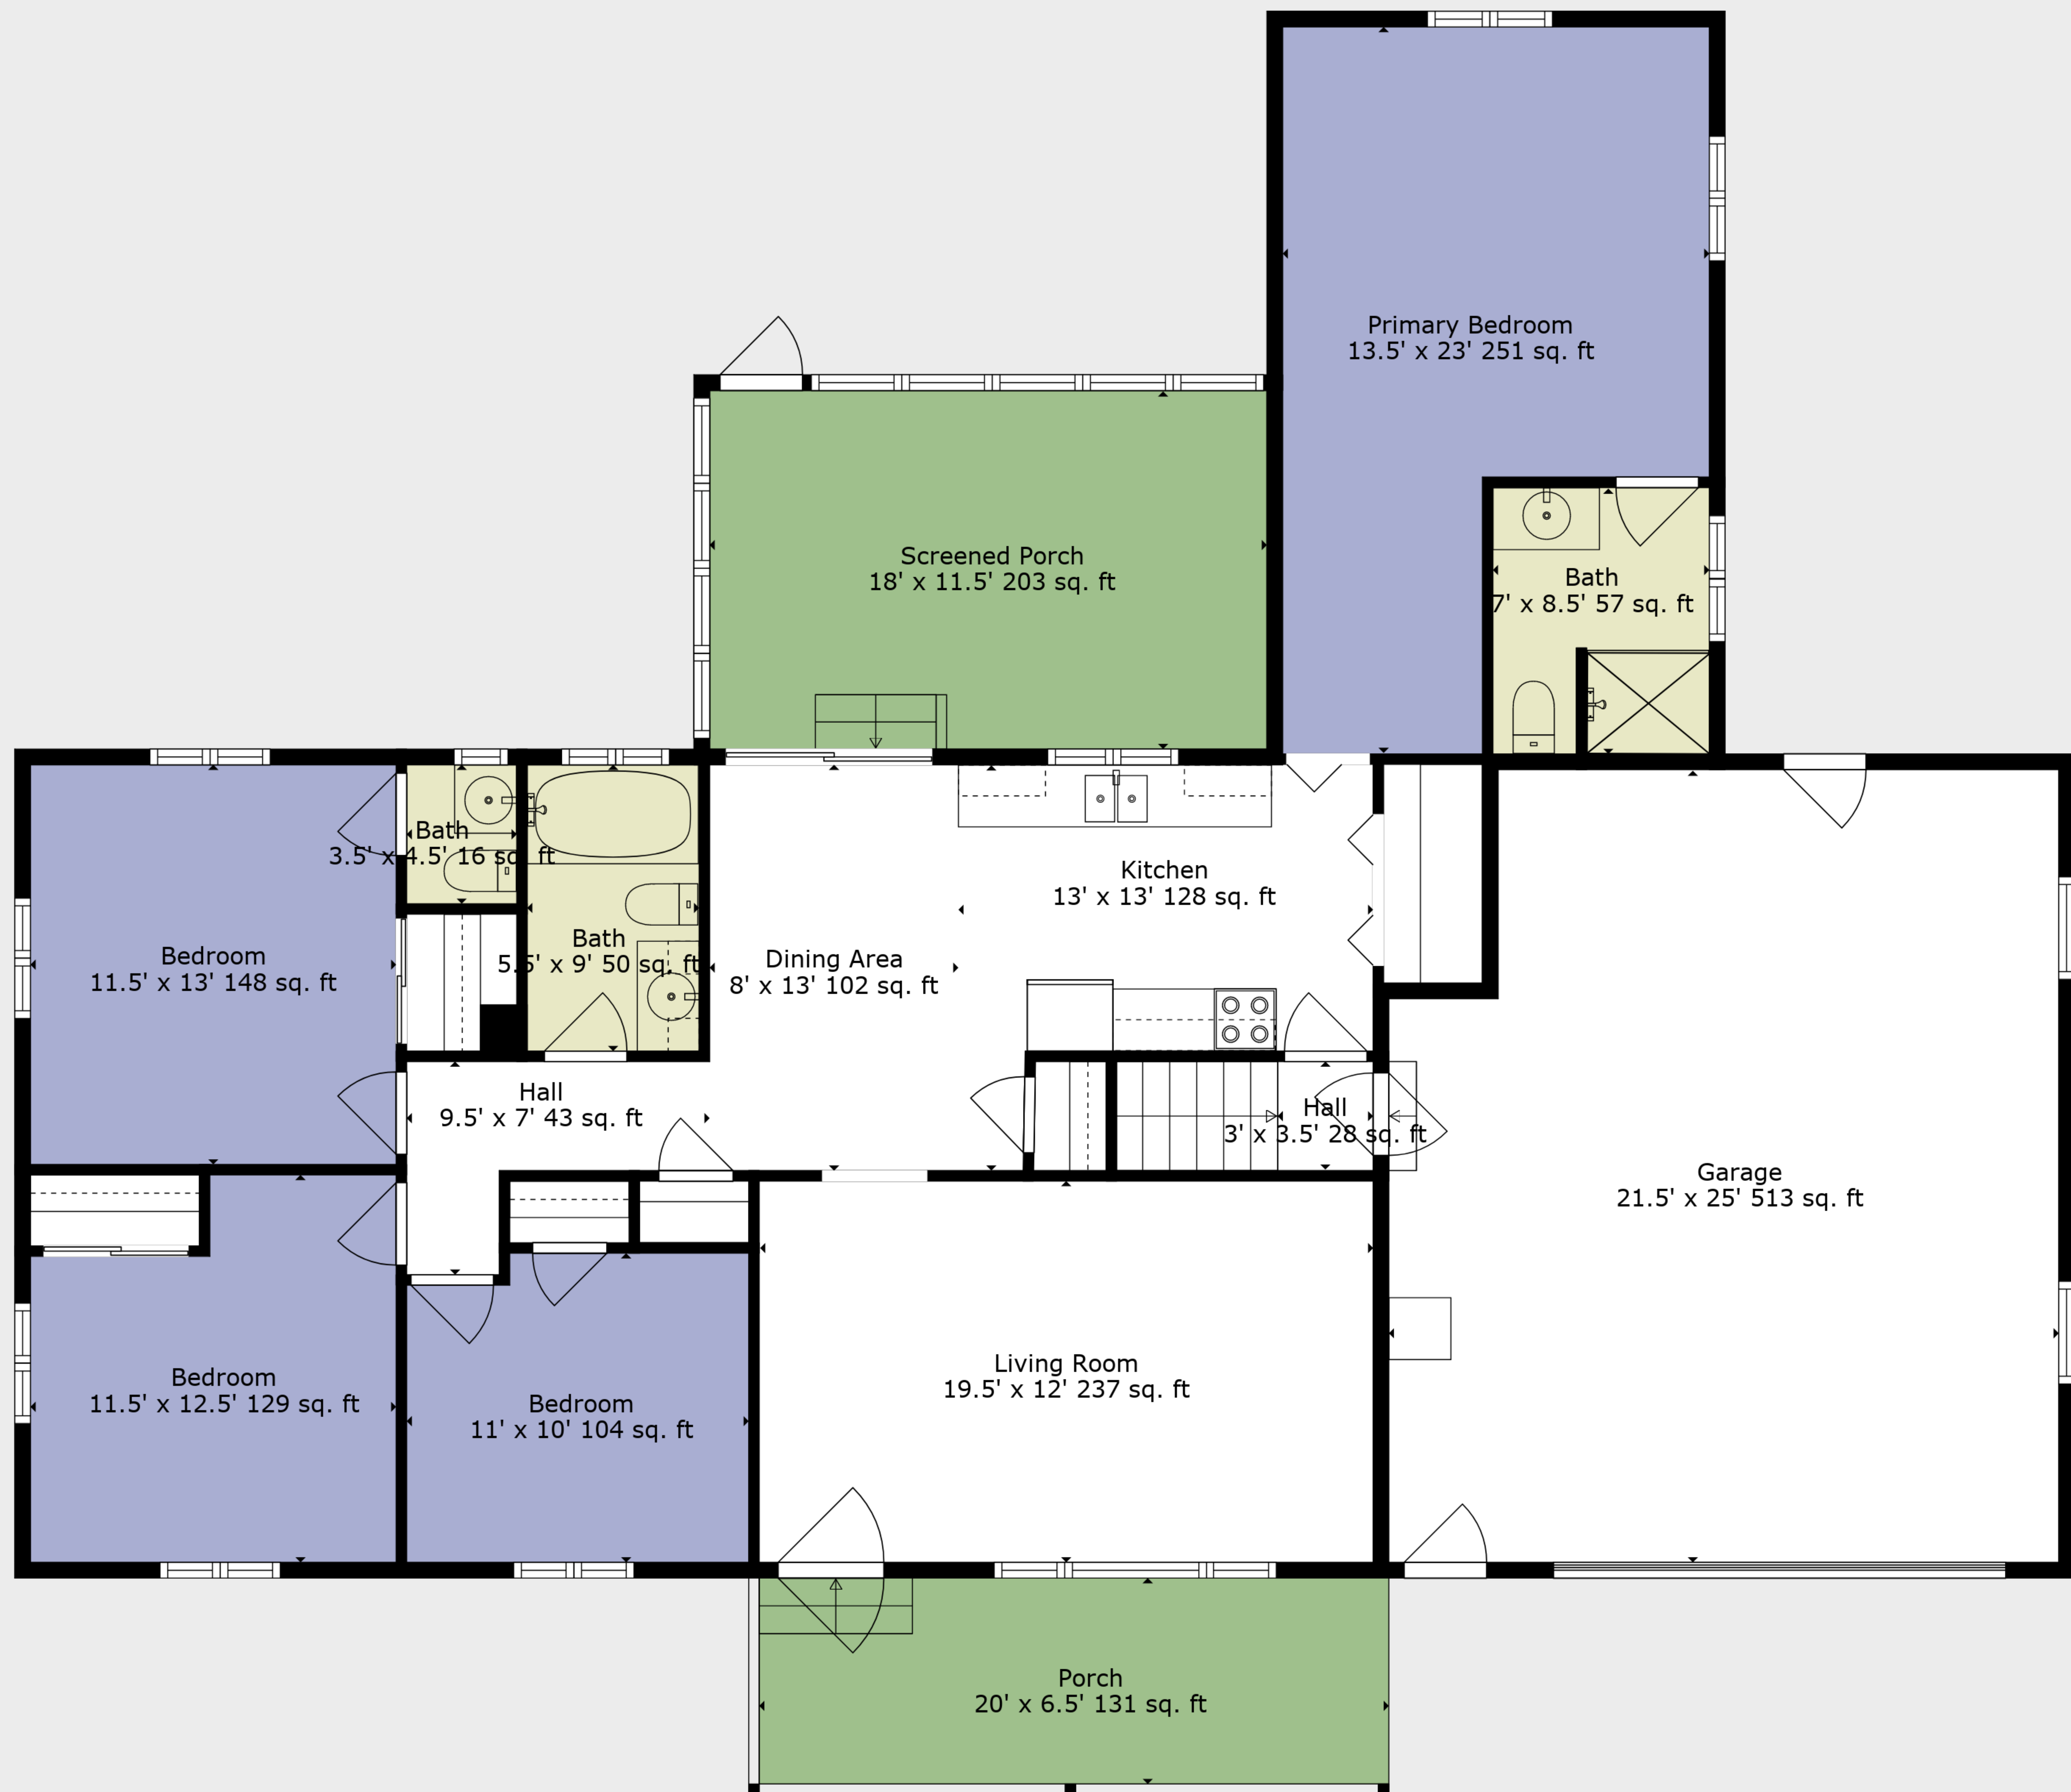 Primary Bedroom
13.5' x 23' 251 sq. ft
Screened Porch
18' x 11.5' 203 sq. ft
Bath
7' x 8.5' 57 sq. ft
Bath
3.5' x 4.5' 16 sq. ft
Kitchen
13' x 13' 128 sq. ft
Bath
5.5' x 9' 50 sq. ft
Bedroom
11.5' x 13' 148 sq. ft
Dining Area
8' x 13' 102 sq. ft
Hall
9.5' x 7' 43 sq. ft
Hall
3' x 3.5' 28 sq. ft
Garage
21.5' x 25' 513 sq. ft
Living Room
19.5' x 12' 237 sq. ft
Bedroom
11.5' x 12.5' 129 sq. ft
Bedroom
11' x 10' 104 sq. ft
Porch
20' x 6.5' 131 sq. ft